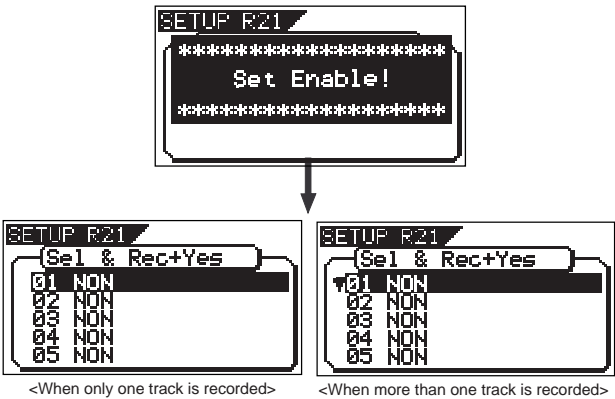 SETUP R21
*********************
Set Enable!
*********************
SETUP R21
Sel & Rec+Yes
01 NON
02 NON
03 NON
04 NON
05 NON
<When only one track is recorded>
SETUP R21
Sel & Rec+Yes
01 NON
02 NON
03 NON
04 NON
05 NON
<When more than one track is recorded>